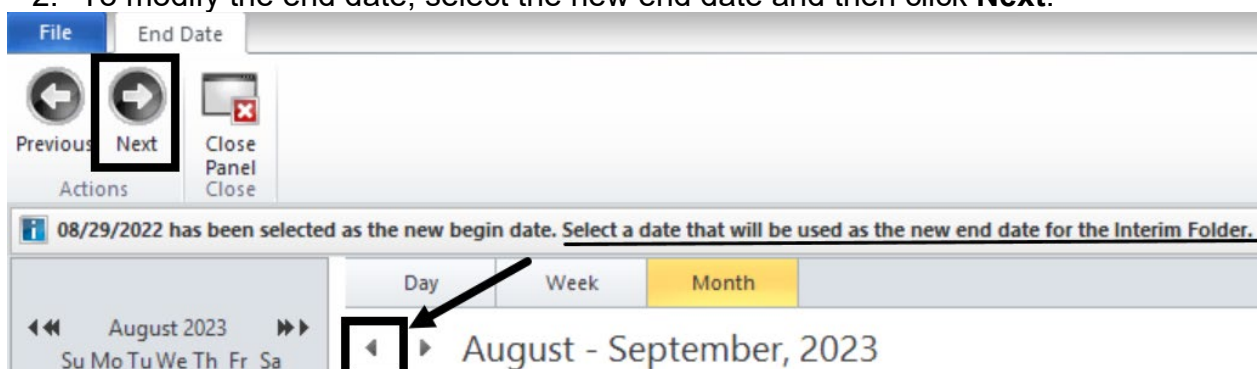 2. To modify the end date, select the new end date and then click Next.
File End Date
Previous Next Close Panel
Actions Close
08/29/2022 has been selected as the new begin date. Select a date that will be used as the new end date for the Interim Folder.
Day Week Month
August 2023
Su Mo Tu We Th Fr Sa
August - September, 2023